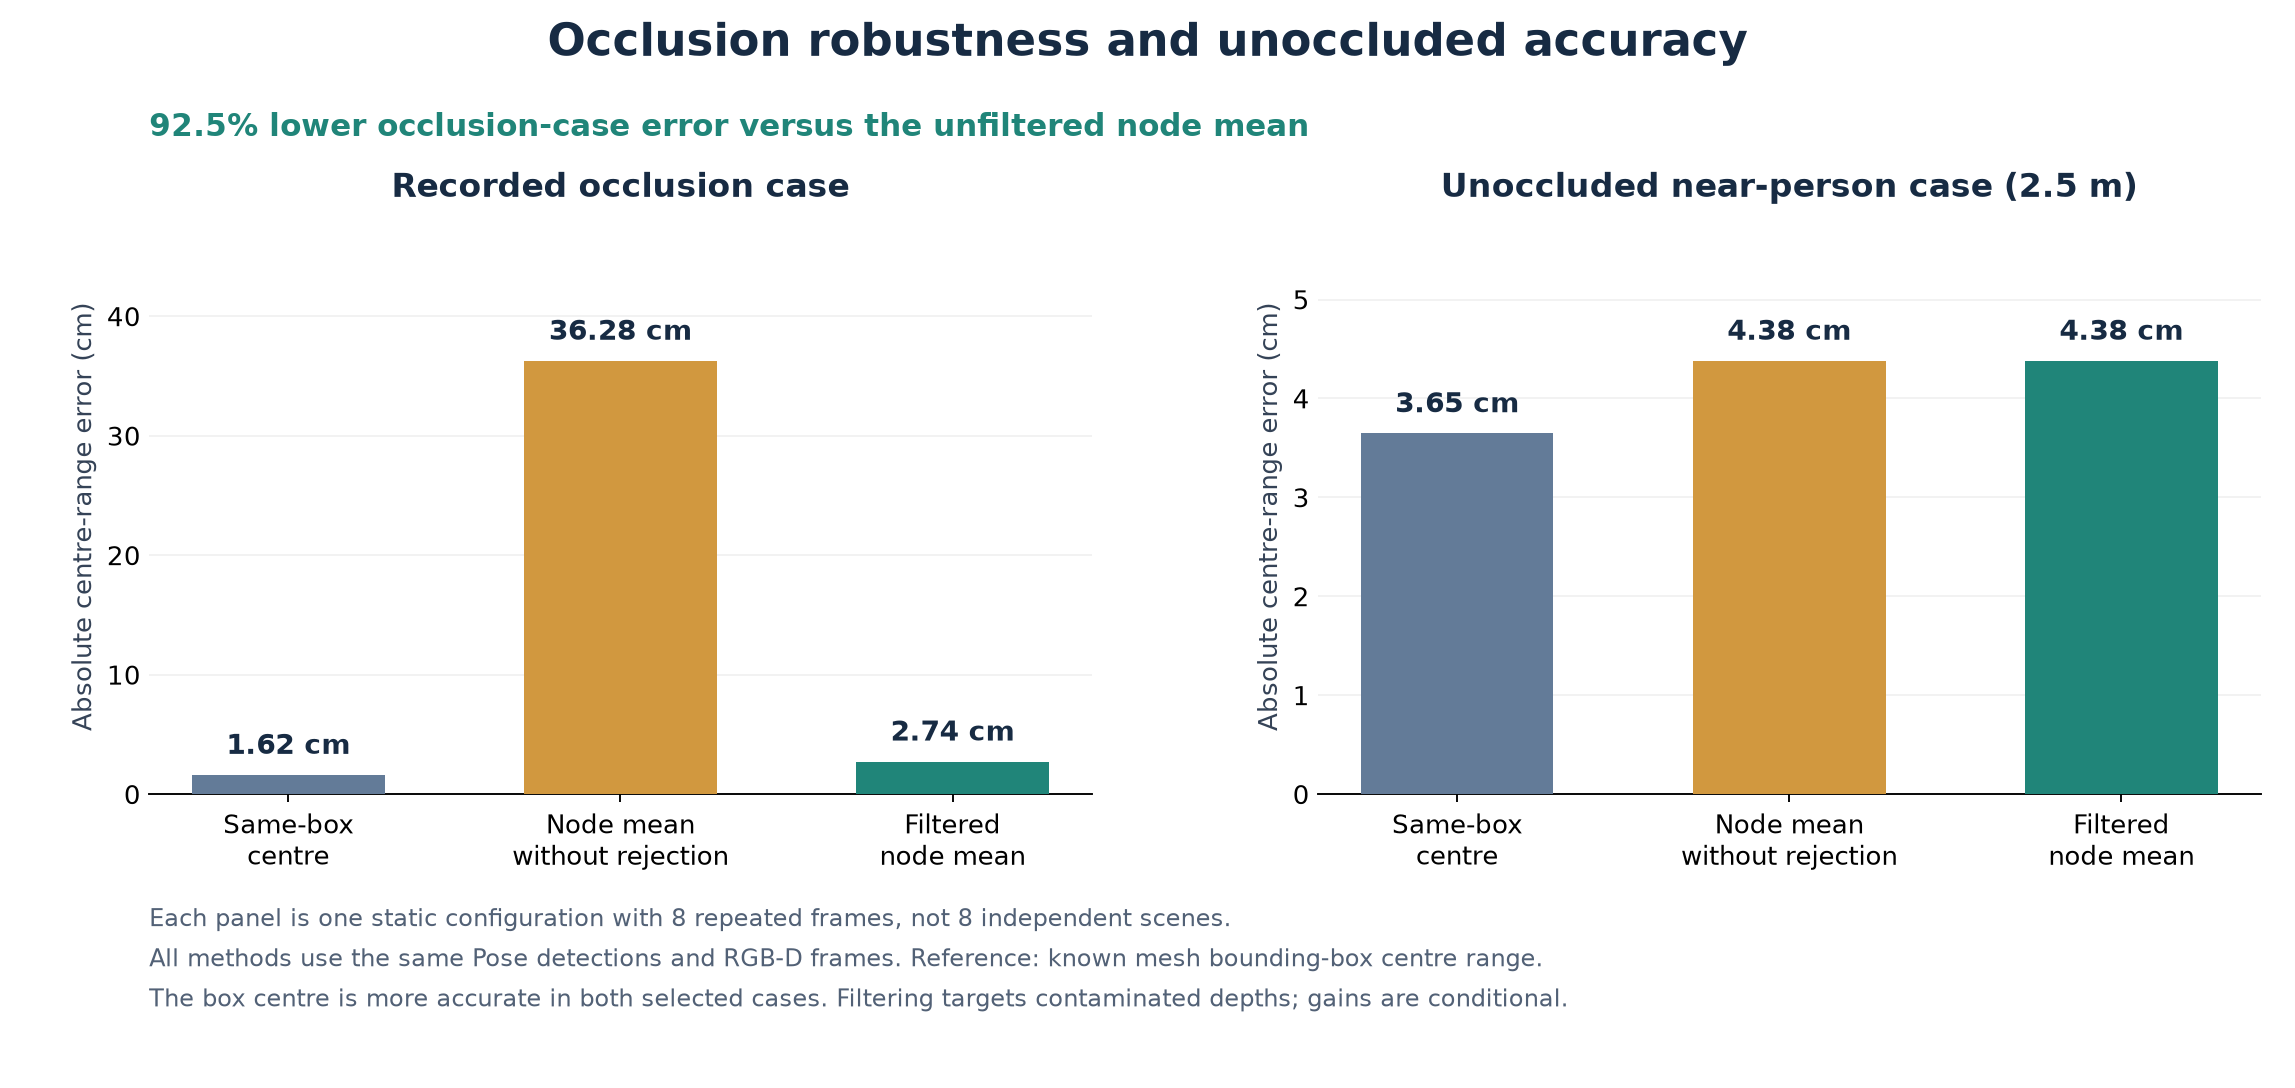 Occlusion robustness and unoccluded accuracy
92.5% lower occlusion-case error versus the unfiltered node mean
Recorded occlusion case
Absolute centre-range error (cm)
40
30
20
10
0
1.62 cm
36.28 cm
2.74 cm
Same-box
centre
Node mean
without rejection
Filtered
node mean
Unoccluded near-person case (2.5 m)
Absolute centre-range error (cm)
5
4
3
2
1
0
3.65 cm
4.38 cm
4.38 cm
Same-box
centre
Node mean
without rejection
Filtered
node mean
Each panel is one static configuration with 8 repeated frames, not 8 independent scenes.
All methods use the same Pose detections and RGB-D frames. Reference: known mesh bounding-box centre range.
The box centre is more accurate in both selected cases. Filtering targets contaminated depths; gains are conditional.